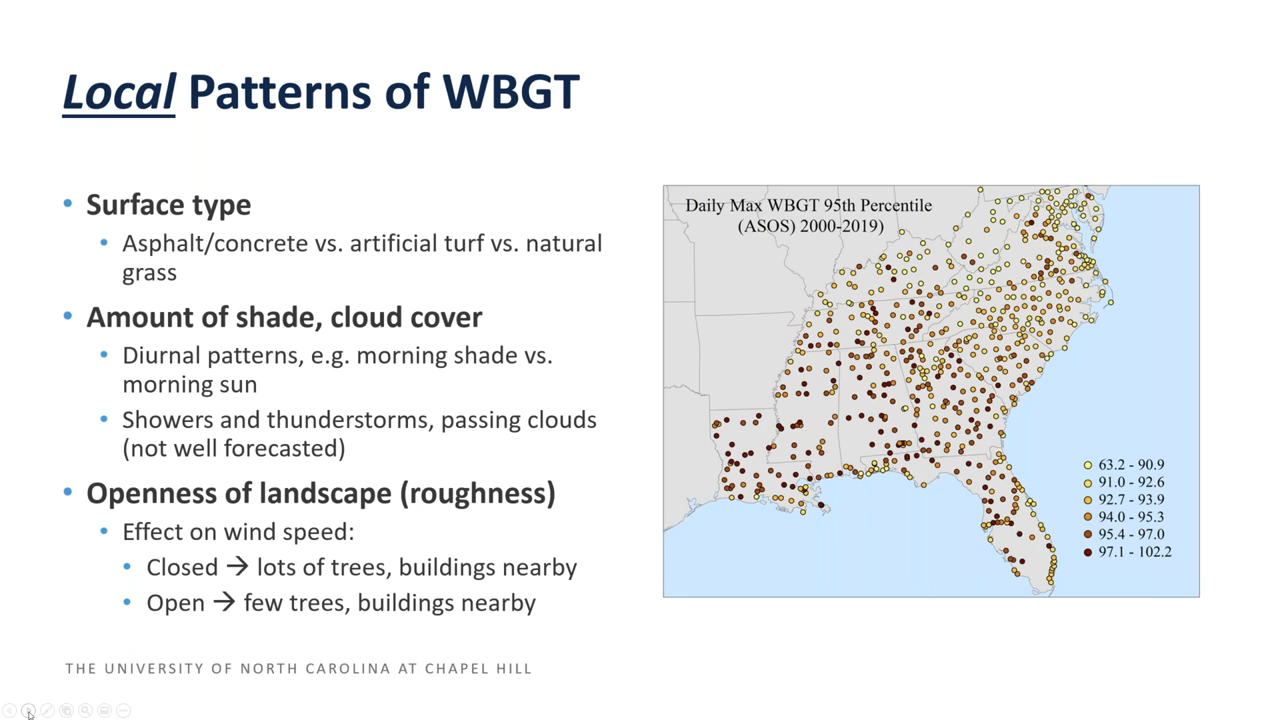 Local Patterns of WBGT
• Surface type
• Asphalt/concrete vs. artificial turf vs. natural
grass
• Amount of shade, cloud cover
• Diurnal patterns, e.g. morning shade vs.
morning sun
• Showers and thunderstorms, passing clouds
(not well forecasted)
• Openness of landscape (roughness)
• Effect on wind speed:
• Closed → lots of trees, buildings nearby
• Open → few trees, buildings nearby
Daily Max WBGT 95th Percentile
(ASOS) 2000-2019)
63.2 - 90.9
91.0 - 92.6
92.7 - 93.9
94.0 - 95.3
95.4 - 97.0
97.1 - 102.2
THE UNIVERSITY OF NORTH CAROLINA AT CHAPEL HILL